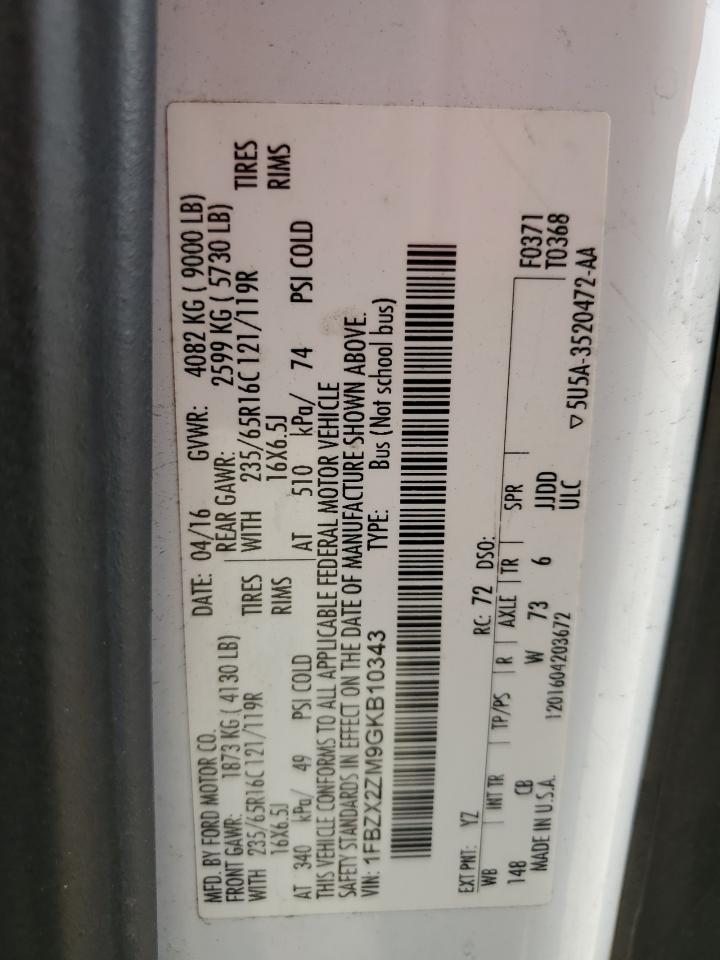 MFD. BY FORD MOTOR CO. DATE: 04/16 GVWR: 4082 KG ( 9000 LB)
FRONT GAWR: 1873 KG ( 4130 LB) REAR GAWR: 2599 KG ( 5730 LB)
WITH 235/65R16C 121/119R TIRES WITH 235/65R16C 121/119R TIRES
16X6.5J RIMS 16X6.5J RIMS
AT 340 kPa/ 49 PSI COLD AT 510 kPa/ 74 PSI COLD
THIS VEHICLE CONFORMS TO ALL APPLICABLE FEDERAL MOTOR VEHICLE
SAFETY STANDARDS IN EFFECT ON THE DATE OF MANUFACTURE SHOWN ABOVE.
VIN: 1FBZX2ZM9GKB10343 TYPE: Bus (Not school bus)
EXT PNT: YZ RC: 72 DSO:
WB INT TR TP/PS R AXLE TR SPR F0371
148 CB W 73 6 JJDD T0368
MADE IN U.S.A. 1201604203672 ULC ▽5U5A-3520472-AA